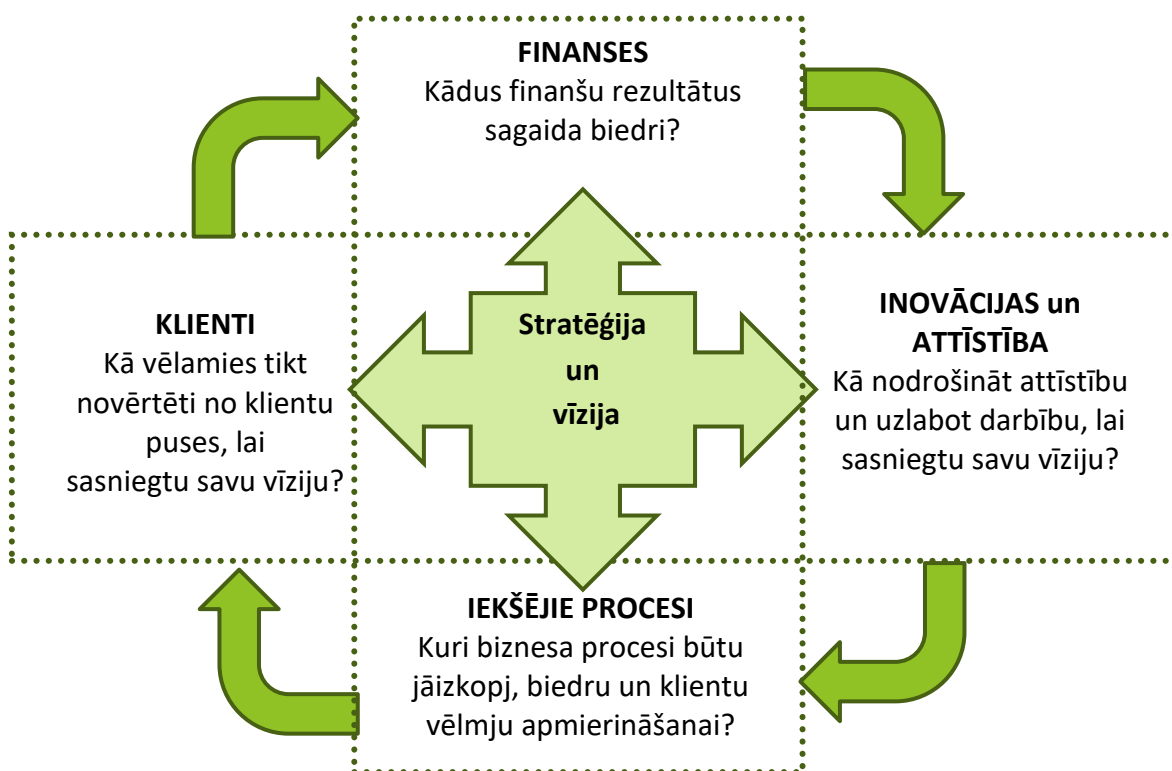 FINANSES
Kādus finanšu rezultātus
sagaida biedri?
KLIENTI
Kā vēlamies tikt
novērtēti no klientu
puses, lai
sasniegtu savu vīziju?
Stratēģija
un
vīzija
INOVĀCIJAS un
ATTĪSTĪBA
Kā nodrošināt attīstību
un uzlabot darbību, lai
sasniegtu savu vīziju?
IEKŠĒJIE PROCESI
Kuri biznesa procesi būtu
jāizkopj, biedru un klientu
vēlmju apmierināšanai?